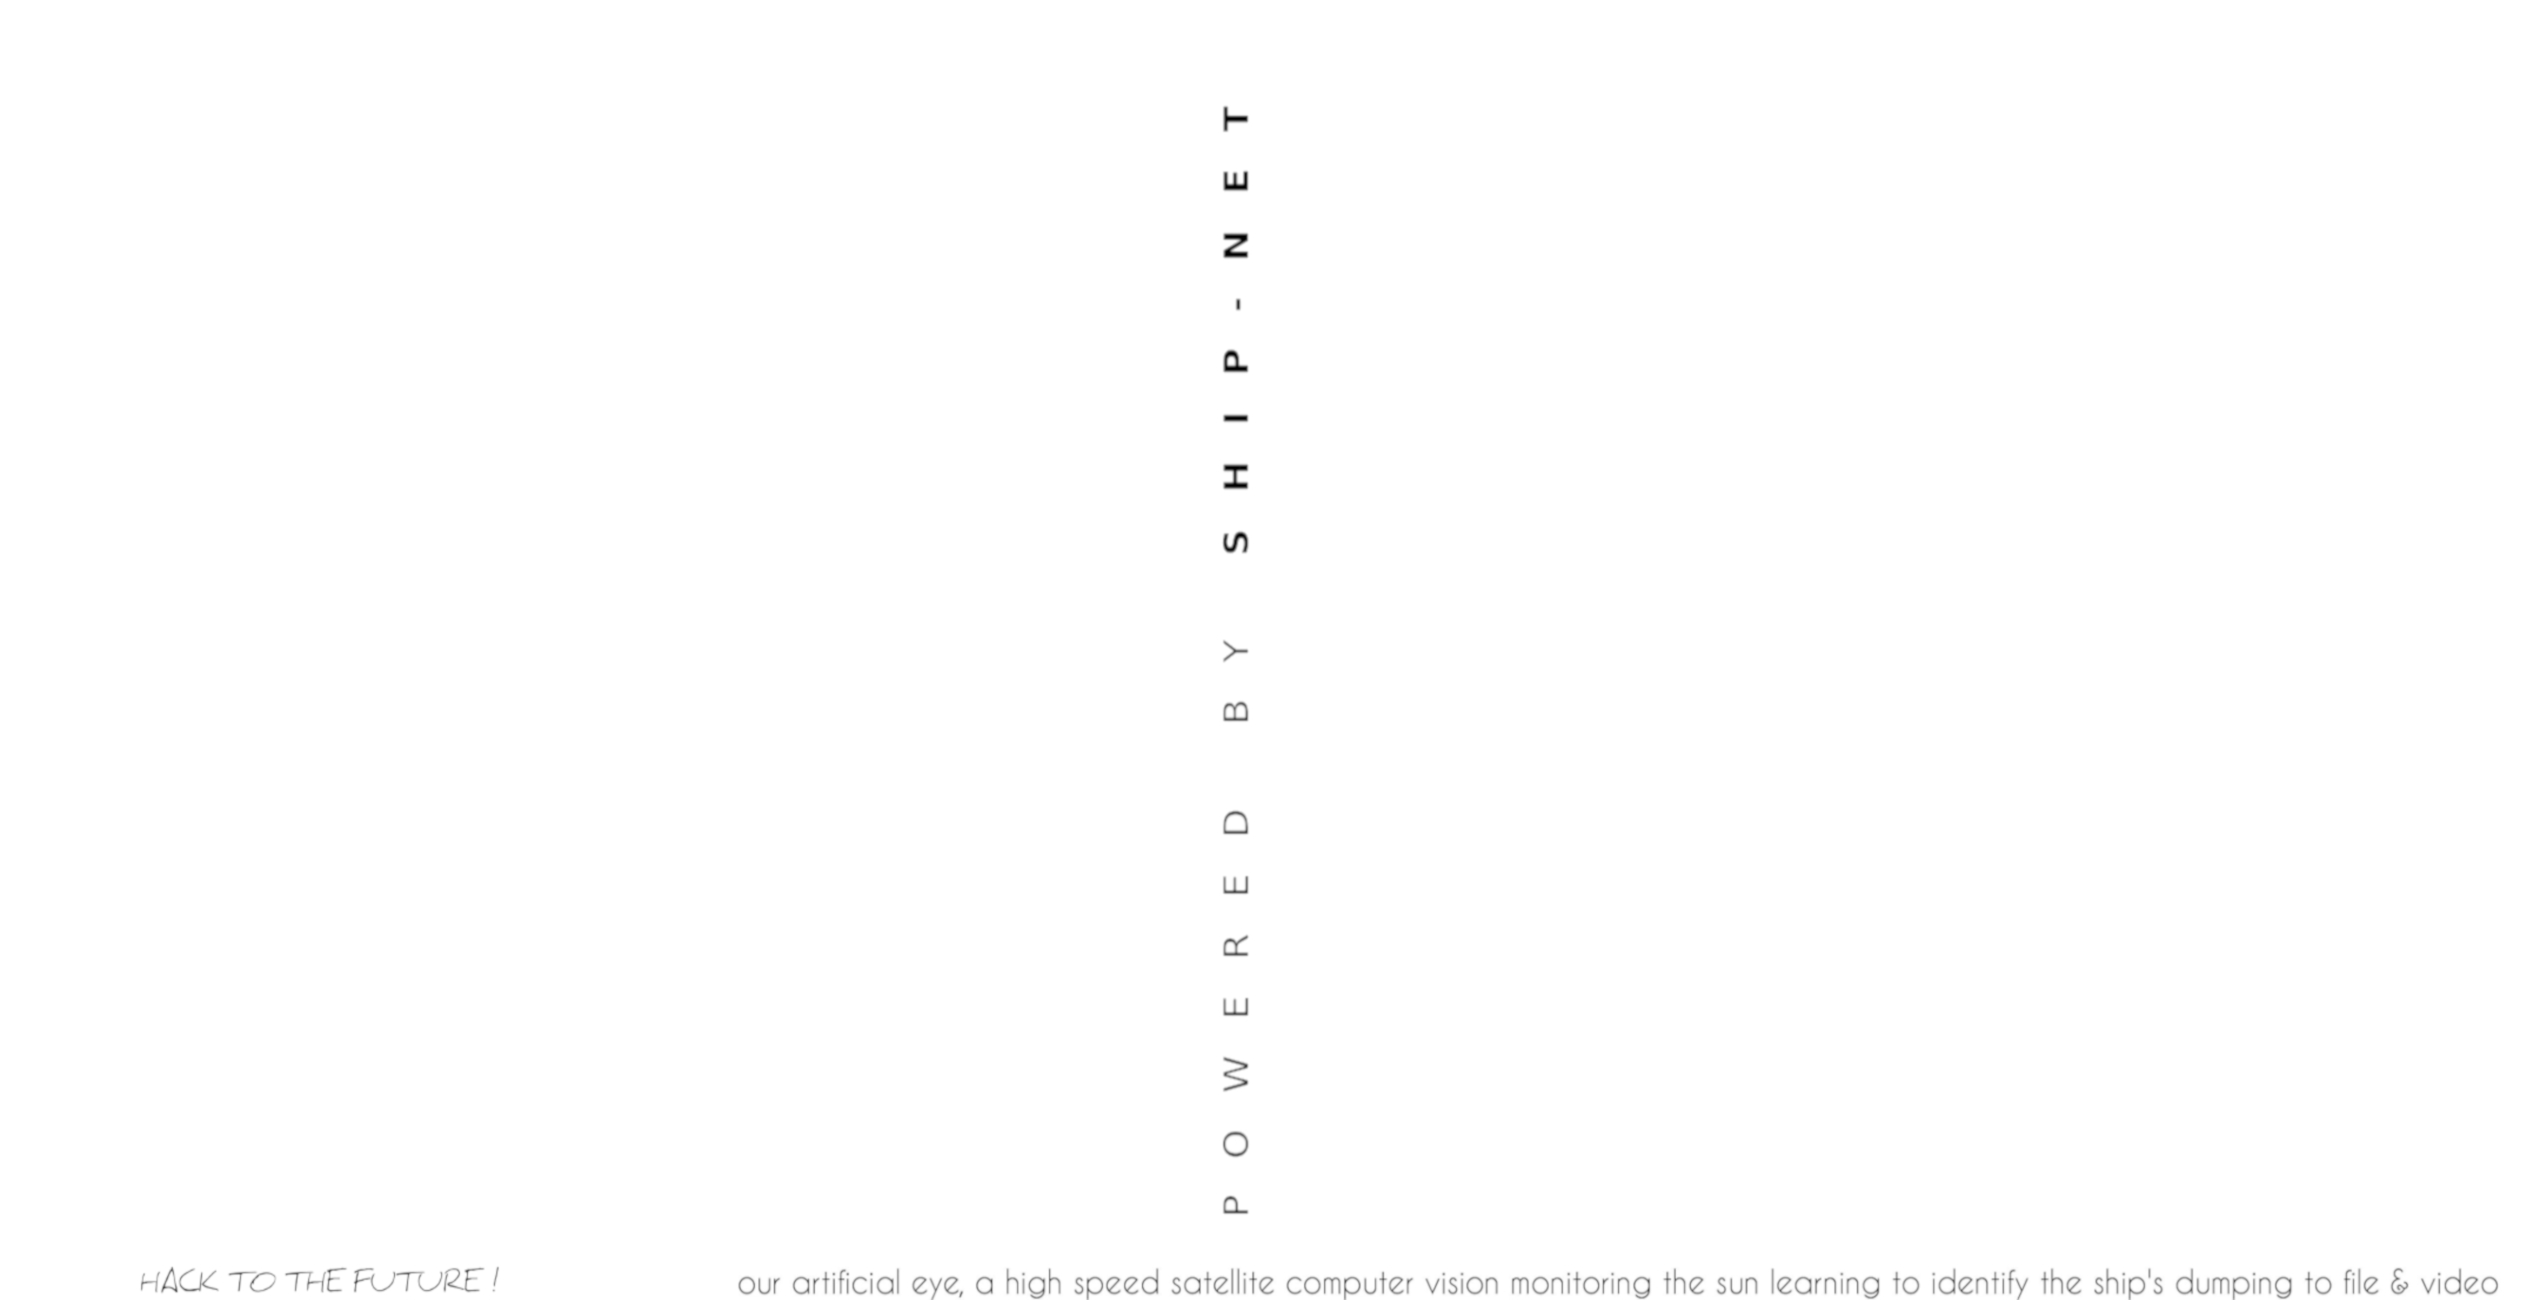 POWERED BY SHIP-NET
HACK TO THE FUTURE!
our artificial eye, a high speed satellite computer vision monitoring the sun learning to identify the ship's dumping to file & video